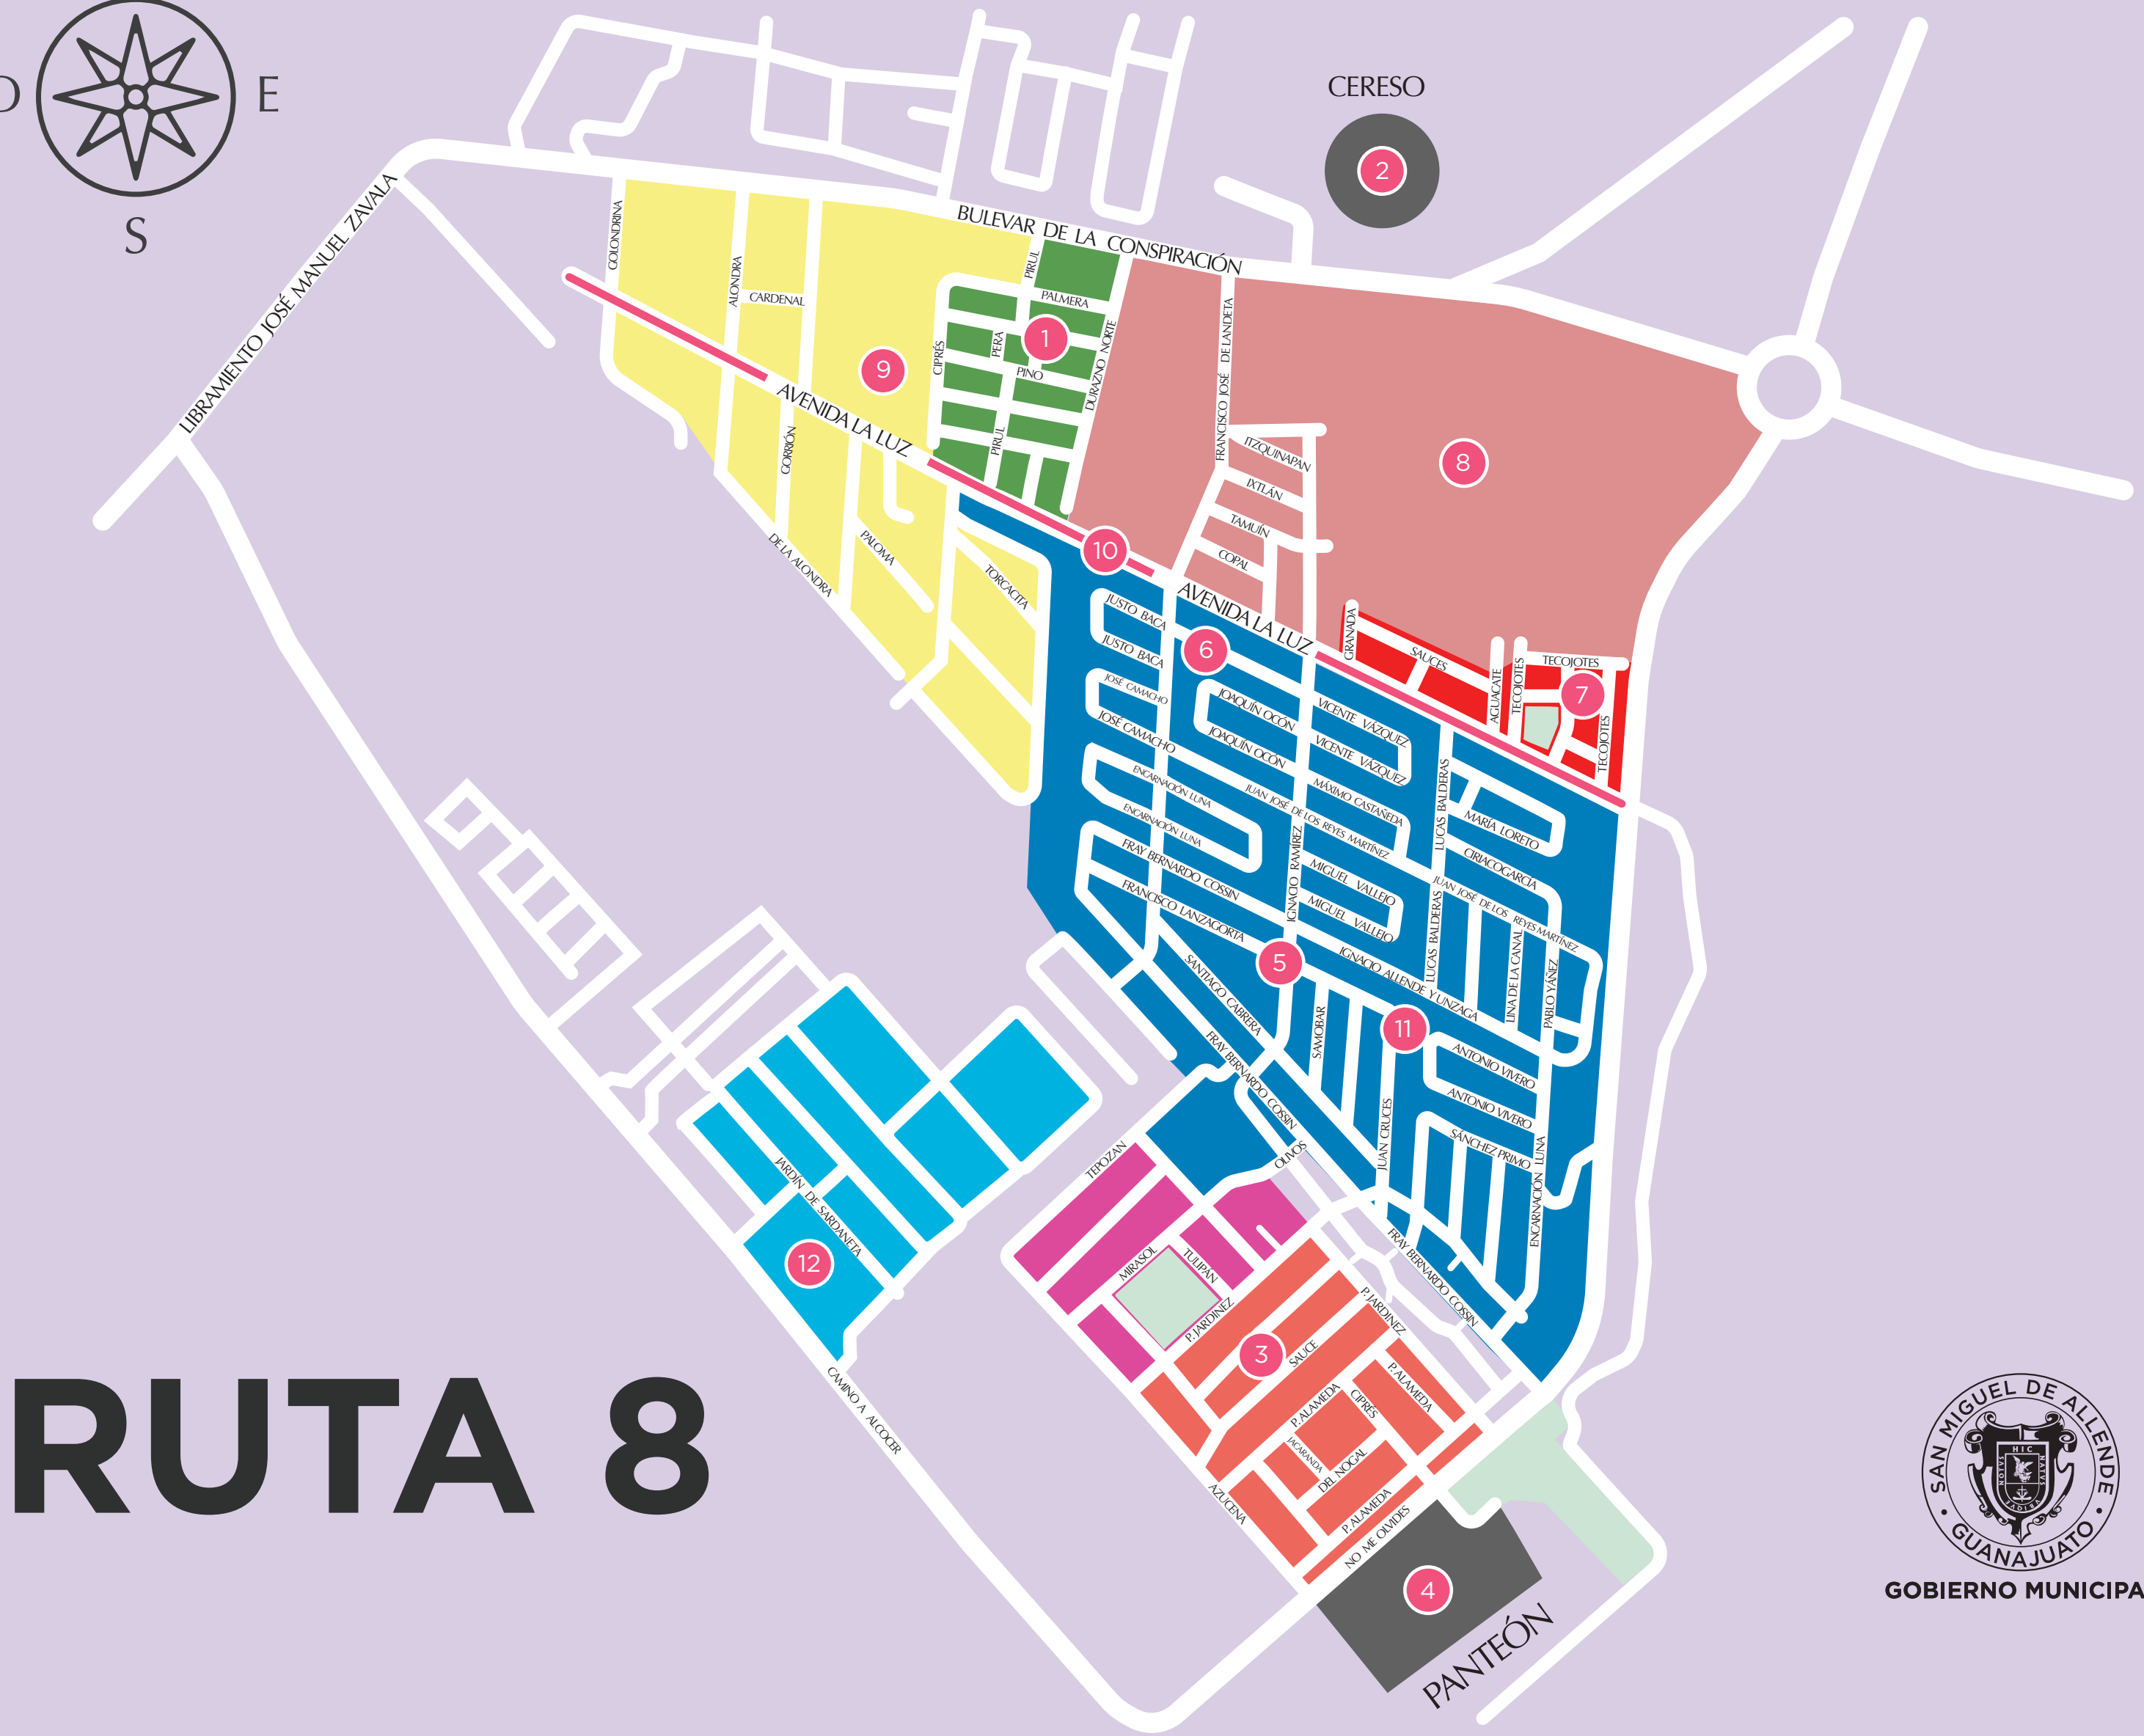 O
E
S
CERESO
2
LIBRAMIENTO JOSÉ MANUEL ZAVALA
BULEVAR DE LA CONSPIRACIÓN
GOLONDRINA
ALONDRA
CARDENAL
GORRIÓN
AVENIDA LA LUZ
9
PIRUL
PALMERA
1
PERA
CIPRÉS
PINO
DURAZNO NORTE
PIRUL
FRANCISCO JOSÉ DE LANDETA
ITZQUINAPAN
IXTLÁN
TAMUÍN
COPAL
8
10
DE LA ALONDRA
PALOMA
TORCACITA
AVENIDA LA LUZ
JUSTO BACA
JUSTO BACA
6
GRANADA
SAUCES
AGUACATE
TECOJOTES
TECOJOTES
7
TECOJOTES
JOSÉ CAMACHO
JOSÉ CAMACHO
JOAQUÍN OCÓN
JOAQUÍN OCÓN
VICENTE VÁZQUEZ
VICENTE VÁZQUEZ
ENCARNACIÓN LUNA
ENCARNACIÓN LUNA
JUAN JOSÉ DE LOS REYES MARTÍNEZ
MÁXIMO CASTAÑEDA
LUCAS BALDERAS
MARÍA LORETO
CIRIACOGARCÍA
FRAY BERNARDO COSSIN
FRANCISCO LANZAGORTA
IGNACIO RAMÍREZ
MIGUEL VALLEJO
MIGUEL VALLEJO
JUAN JOSÉ DE LOS REYES MARTÍNEZ
LUCAS BALDERAS
5
IGNACIO ALLENDE Y UNZAGA
LINA DE LA CANAL
PABLO YÁÑEZ
SANTIAGO CABRERA
FRAY BERNARDO COSSIN
SAMOBAR
11
ANTONIO VIVERO
ANTONIO VIVERO
JUAN CRUCES
SÁNCHEZ PRIMO
ENCARNACIÓN LUNA
FRAY BERNARDO COSSIN
OLIVOS
TEPOZAN
MIRASOL
TULIPÁN
P. JARDINEZ
P. JARDINEZ
3
SAUCE
P. ALAMEDA
CIPRÉS
P. ALAMEDA
JACARANDA
DEL NOGAL
P. ALAMEDA
AZUCENA
NO ME OLVIDES
4
PANTEÓN
JARDÍN DE SARDANETA
12
CAMINO A ALCOCER
RUTA 8
SAN MIGUEL DE ALLENDE
HIC
GUANAJUATO
GOBIERNO MUNICIPA